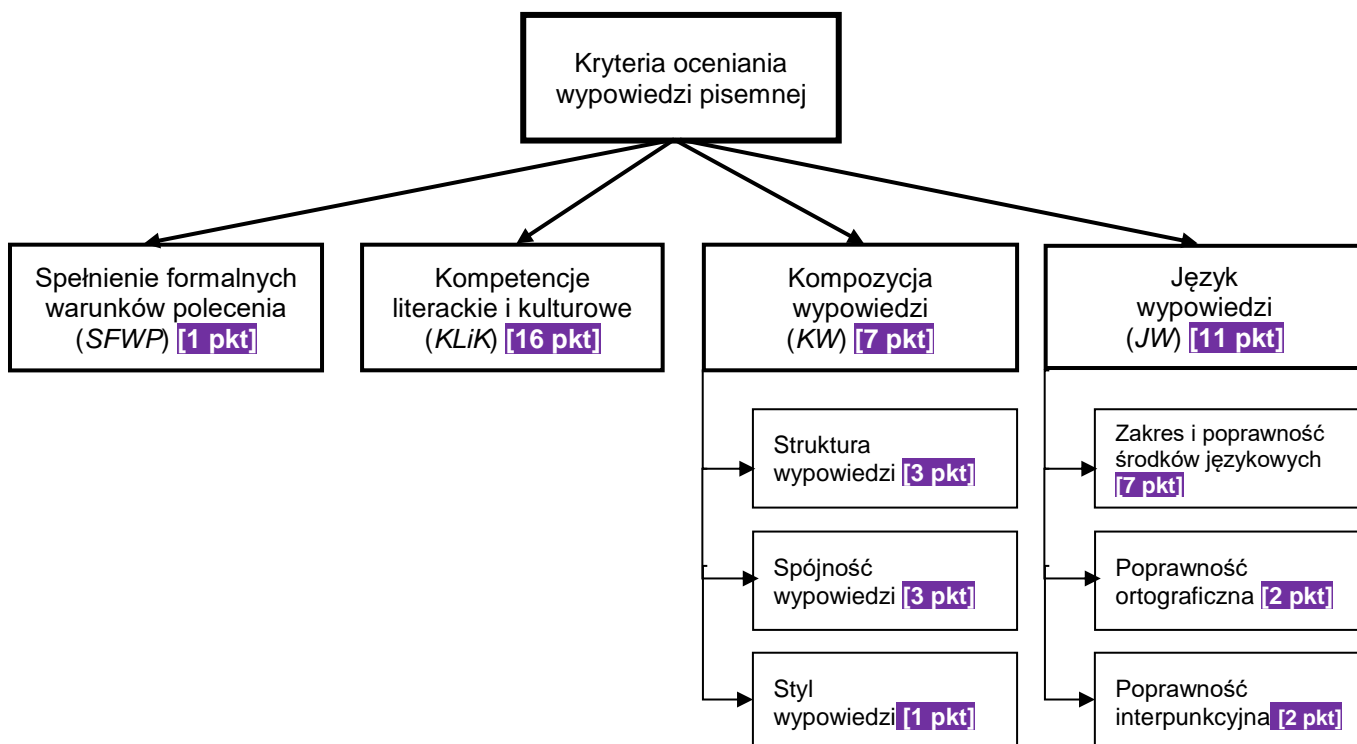 Kryteria oceniania
wypowiedzi pisemnej
Spełnienie formalnych
warunków polecenia
(SFWP) [1 pkt]
Kompetencje
literackie i kulturowe
(KLiK) [16 pkt]
Kompozycja
wypowiedzi
(KW) [7 pkt]
Język
wypowiedzi
(JW) [11 pkt]
Struktura
wypowiedzi [3 pkt]
Spójność
wypowiedzi [3 pkt]
Styl
wypowiedzi [1 pkt]
Zakres i poprawność
środków językowych
[7 pkt]
Poprawność
ortograficzna [2 pkt]
Poprawność
interpunkcyjna [2 pkt]